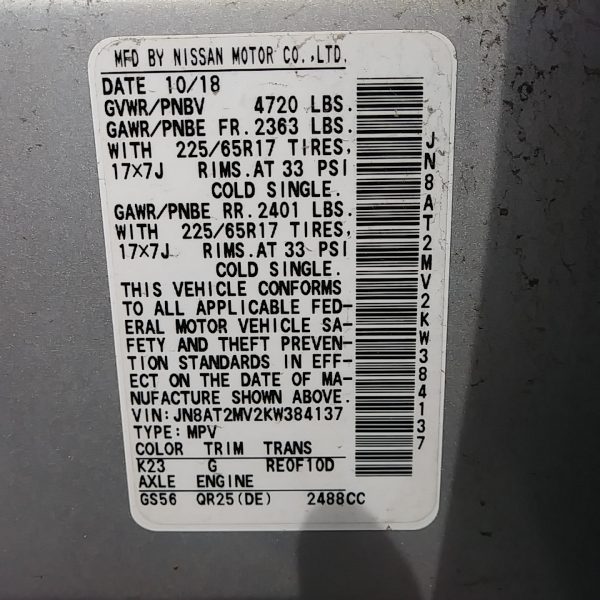 MFD BY NISSAN MOTOR CO.,LTD.
DATE 10/18
GVWR/PNBV 4720 LBS.
GAWR/PNBE FR. 2363 LBS.
WITH 225/65R17 TIRES,
17×7J RIMS.AT 33 PSI
COLD SINGLE.
GAWR/PNBE RR. 2401 LBS.
WITH 225/65R17 TIRES,
17×7J RIMS.AT 33 PSI
COLD SINGLE.
THIS VEHICLE CONFORMS
TO ALL APPLICABLE FED-
ERAL MOTOR VEHICLE SA-
FETY AND THEFT PREVEN-
TION STANDARDS IN EFF-
ECT ON THE DATE OF MA-
NUFACTURE SHOWN ABOVE.
VIN: JN8AT2MV2KW384137
TYPE: MPV
COLOR TRIM TRANS
K23 G RE0F10D
AXLE ENGINE
GS56 QR25(DE) 2488CC
JN8AT2MV2KW384137